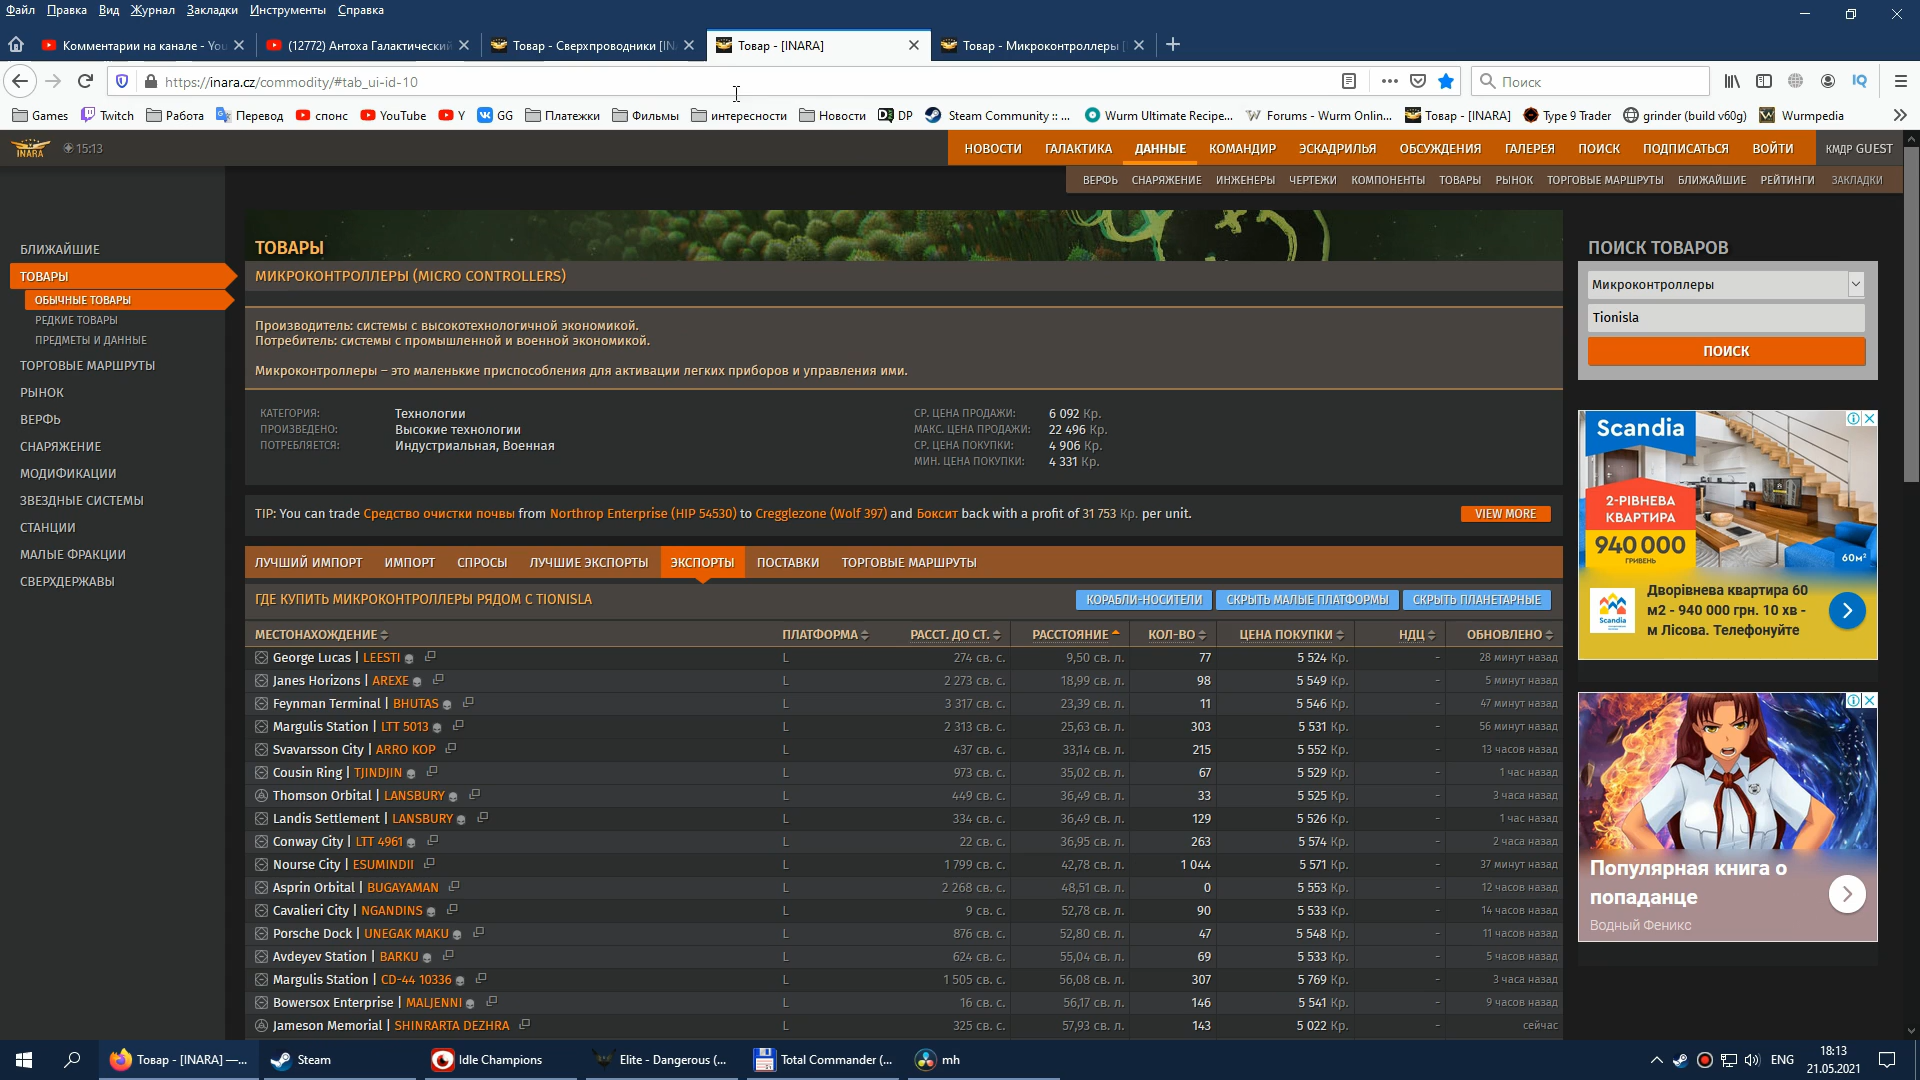 Файл Правка Вид Журнал Закладки Инструменты Справка
Комментарии на канале - You
(12772) Антоха Галактический
Товар - Сверхпроводники [IN
Товар - [INARA]
Товар - Микроконтроллеры [
https://inara.cz/commodity/#tab_ui-id-10
Поиск
Games Twitch Работа Перевод спонс YouTube Y GG Платежки Фильмы интересности Новости DP Steam Community :: ... Wurm Ultimate Recipe... Forums - Wurm Onlin... Товар - [INARA] Type 9 Trader grinder (build v60g) Wurmpedia
INARA 15:13
НОВОСТИ ГАЛАКТИКА ДАННЫЕ КОМАНДИР ЭСКАДРИЛЬЯ ОБСУЖДЕНИЯ ГАЛЕРЕЯ ПОИСК ПОДПИСАТЬСЯ ВОЙТИ КМДР GUEST
ВЕРФЬ СНАРЯЖЕНИЕ ИНЖЕНЕРЫ ЧЕРТЕЖИ КОМПОНЕНТЫ ТОВАРЫ РЫНОК ТОРГОВЫЕ МАРШРУТЫ БЛИЖАЙШИЕ РЕЙТИНГИ ЗАКЛАДКИ
БЛИЖАЙШИЕ
ТОВАРЫ
ОБЫЧНЫЕ ТОВАРЫ
РЕДКИЕ ТОВАРЫ
ПРЕДМЕТЫ И ДАННЫЕ
ТОРГОВЫЕ МАРШРУТЫ
РЫНОК
ВЕРФЬ
СНАРЯЖЕНИЕ
МОДИФИКАЦИИ
ЗВЕЗДНЫЕ СИСТЕМЫ
СТАНЦИИ
МАЛЫЕ ФРАКЦИИ
СВЕРХДЕРЖАВЫ
ТОВАРЫ
МИКРОКОНТРОЛЛЕРЫ (MICRO CONTROLLERS)
Производитель: системы с высокотехнологичной экономикой.
Потребитель: системы с промышленной и военной экономикой.
Микроконтроллеры – это маленькие приспособления для активации легких приборов и управления ими.
КАТЕГОРИЯ: Технологии
ПРОИЗВЕДЕНО: Высокие технологии
ПОТРЕБЛЯЕТСЯ: Индустриальная, Военная
СР. ЦЕНА ПРОДАЖИ: 6 092 Кр.
МАКС. ЦЕНА ПРОДАЖИ: 22 496 Кр.
СР. ЦЕНА ПОКУПКИ: 4 906 Кр.
МИН. ЦЕНА ПОКУПКИ: 4 331 Кр.
TIP: You can trade Средство очистки почвы from Northrop Enterprise (HIP 54530) to Cregglezone (Wolf 397) and Боксит back with a profit of 31 753 Кр. per unit.
VIEW MORE
ЛУЧШИЙ ИМПОРТ ИМПОРТ СПРОСЫ ЛУЧШИЕ ЭКСПОРТЫ ЭКСПОРТЫ ПОСТАВКИ ТОРГОВЫЕ МАРШРУТЫ
ГДЕ КУПИТЬ МИКРОКОНТРОЛЛЕРЫ РЯДОМ С TIONISLA
КОРАБЛИ-НОСИТЕЛИ СКРЫТЬ МАЛЫЕ ПЛАТФОРМЫ СКРЫТЬ ПЛАНЕТАРНЫЕ
МЕСТОНАХОЖДЕНИЕ ПЛАТФОРМА РАССТ. ДО СТ. РАССТОЯНИЕ КОЛ-ВО ЦЕНА ПОКУПКИ НДЦ ОБНОВЛЕНО
George Lucas | LEESTI L 274 св. с. 9,50 св. л. 77 5 524 Кр. - 28 минут назад
Janes Horizons | AREXE L 2 273 св. с. 18,99 св. л. 98 5 549 Кр. - 5 минут назад
Feynman Terminal | BHUTAS L 3 317 св. с. 23,39 св. л. 11 5 546 Кр. - 47 минут назад
Margulis Station | LTT 5013 L 2 313 св. с. 25,63 св. л. 303 5 531 Кр. - 56 минут назад
Svavarsson City | ARRO KOP L 437 св. с. 33,14 св. л. 215 5 552 Кр. - 13 часов назад
Cousin Ring | TJINDJIN L 973 св. с. 35,02 св. л. 67 5 529 Кр. - 1 час назад
Thomson Orbital | LANSBURY L 449 св. с. 36,49 св. л. 33 5 525 Кр. - 3 часа назад
Landis Settlement | LANSBURY L 334 св. с. 36,49 св. л. 129 5 526 Кр. - 1 час назад
Conway City | LTT 4961 L 22 св. с. 36,95 св. л. 263 5 574 Кр. - 2 часа назад
Nourse City | ESUMINDII L 1 799 св. с. 42,78 св. л. 1 044 5 571 Кр. - 37 минут назад
Asprin Orbital | BUGAYAMAN L 2 268 св. с. 48,51 св. л. 0 5 553 Кр. - 12 часов назад
Cavalieri City | NGANDINS L 9 св. с. 52,78 св. л. 90 5 533 Кр. - 14 часов назад
Porsche Dock | UNEGAK MAKU L 876 св. с. 52,80 св. л. 47 5 548 Кр. - 11 часов назад
Avdeyev Station | BARKU L 624 св. с. 55,04 св. л. 69 5 533 Кр. - 5 часов назад
Margulis Station | CD-44 10336 L 1 505 св. с. 56,08 св. л. 307 5 769 Кр. - 3 часа назад
Bowersox Enterprise | MALJENNI L 16 св. с. 56,17 св. л. 146 5 541 Кр. - 9 часов назад
Jameson Memorial | SHINRARTA DEZHRA L 325 св. с. 57,93 св. л. 143 5 022 Кр. - сейчас
ПОИСК ТОВАРОВ
Микроконтроллеры
Tionisla
ПОИСК
Scandia
2-РІВНЕВА
КВАРТИРА
940 000
ГРИВЕНЬ
60м²
Scandia
Дворівнева квартира 60
м2 - 940 000 грн. 10 хв -
м Лісова. Телефонуйте
Популярная книга о
попаданце
Водный Феникс
Товар - [INARA] —... Steam Idle Champions Elite - Dangerous (... Total Commander (... mh
ENG
18:13
21.05.2021